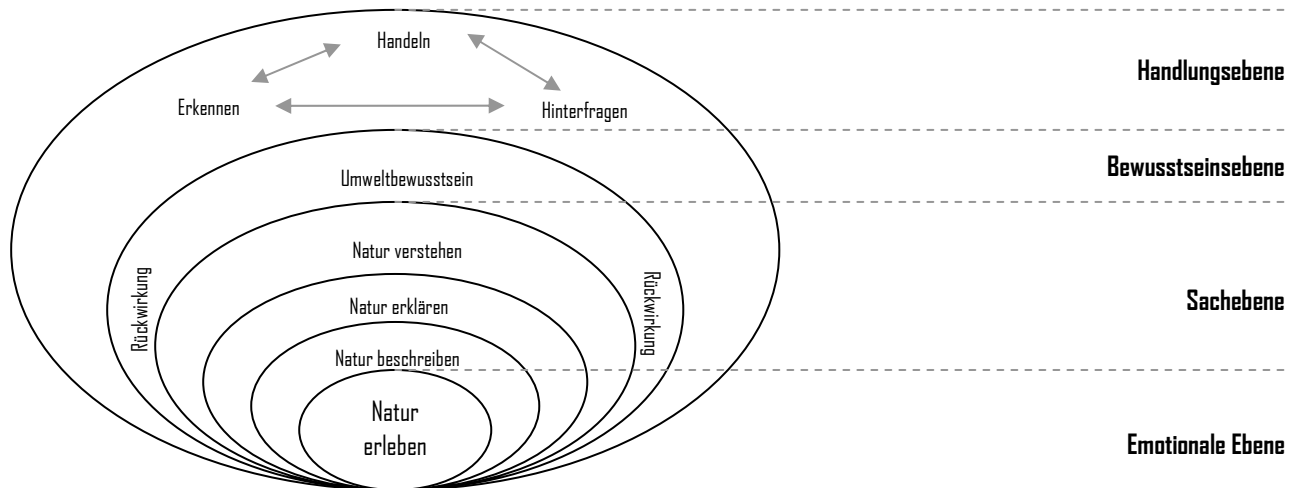 Handeln
Handlungsebene
Erkennen
Hinterfragen
Bewusstseinsebene
Umweltbewusstsein
Natur verstehen
Rückwirkung
Rückwirkung
Sachebene
Natur erklären
Natur beschreiben
Natur
erleben
Emotionale Ebene